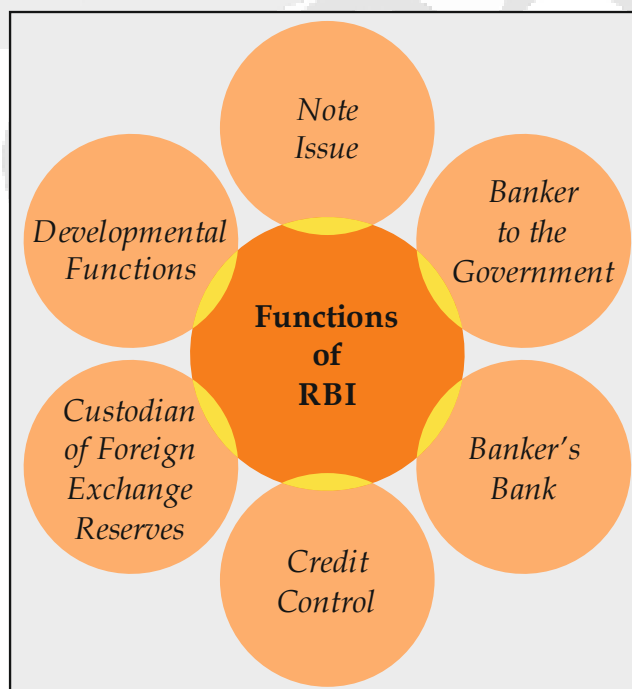 Note
Issue
Banker
to the
Government
Developmental
Functions
Functions
of
RBI
Custodian
of Foreign
Exchange
Reserves
Banker’s
Bank
Credit
Control